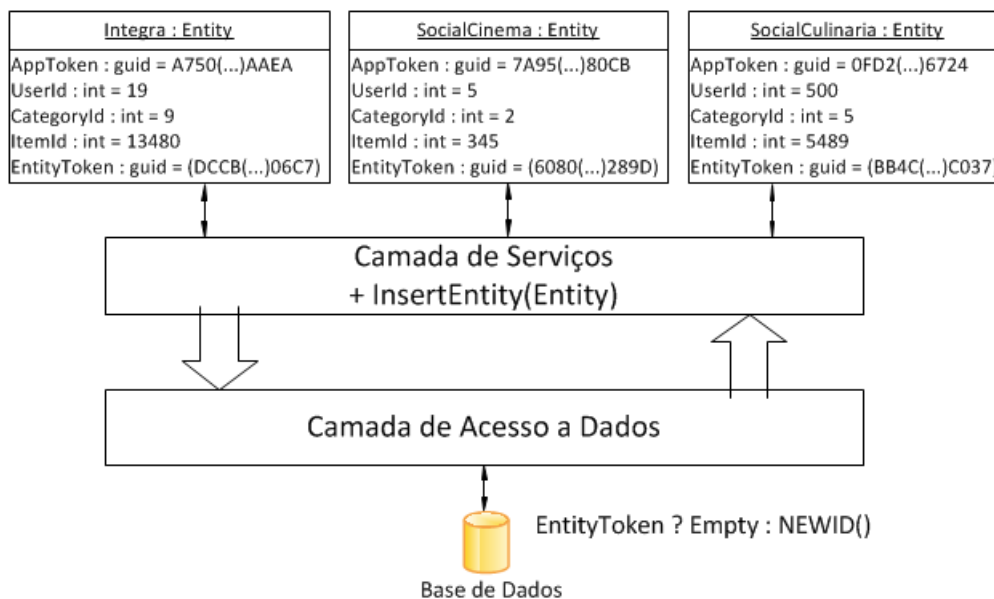 Integra : Entity
AppToken : guid = A750(...)AAEA
UserId : int = 19
CategoryId : int = 9
ItemId : int = 13480
EntityToken : guid = (DCCB(...)06C7)
SocialCinema : Entity
AppToken : guid = 7A95(...)80CB
UserId : int = 5
CategoryId : int = 2
ItemId : int = 345
EntityToken : guid = (6080(...)289D)
SocialCulinaria : Entity
AppToken : guid = 0FD2(...)6724
UserId : int = 500
CategoryId : int = 5
ItemId : int = 5489
EntityToken : guid = (BB4C(...)C037)
Camada de Serviços
+ InsertEntity(Entity)
Camada de Acesso a Dados
EntityToken ? Empty : NEWID()
Base de Dados